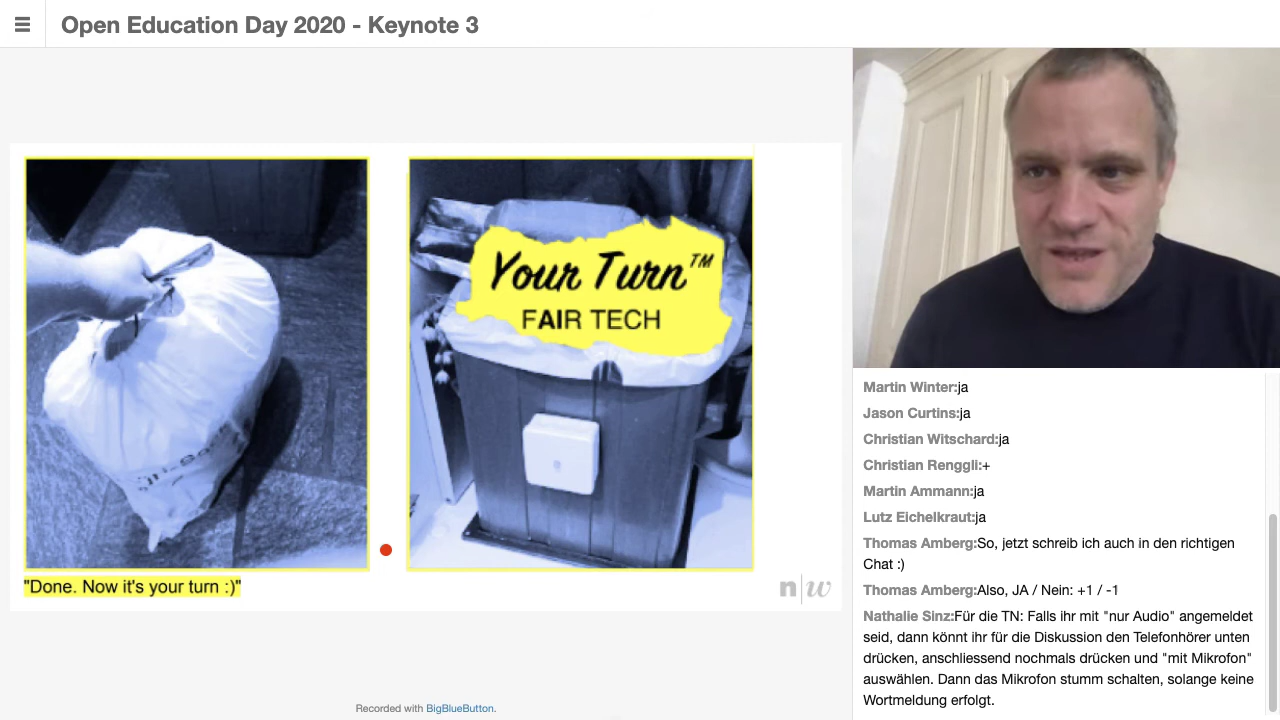 Open Education Day 2020 - Keynote 3
Your Turn™
FAIR TECH
"Done. Now it's your turn :)"
n|w
Recorded with BigBlueButton.
Martin Winter:ja
Jason Curtins:ja
Christian Witschard:ja
Christian Renggli:+
Martin Ammann:ja
Lutz Eichelkraut:ja
Thomas Amberg:So, jetzt schreib ich auch in den richtigen
Chat :)
Thomas Amberg:Also, JA / Nein: +1 / -1
Nathalie Sinz:Für die TN: Falls ihr mit "nur Audio" angemeldet
seid, dann könnt ihr für die Diskussion den Telefonhörer unten
drücken, anschliessend nochmals drücken und "mit Mikrofon"
auswählen. Dann das Mikrofon stumm schalten, solange keine
Wortmeldung erfolgt.